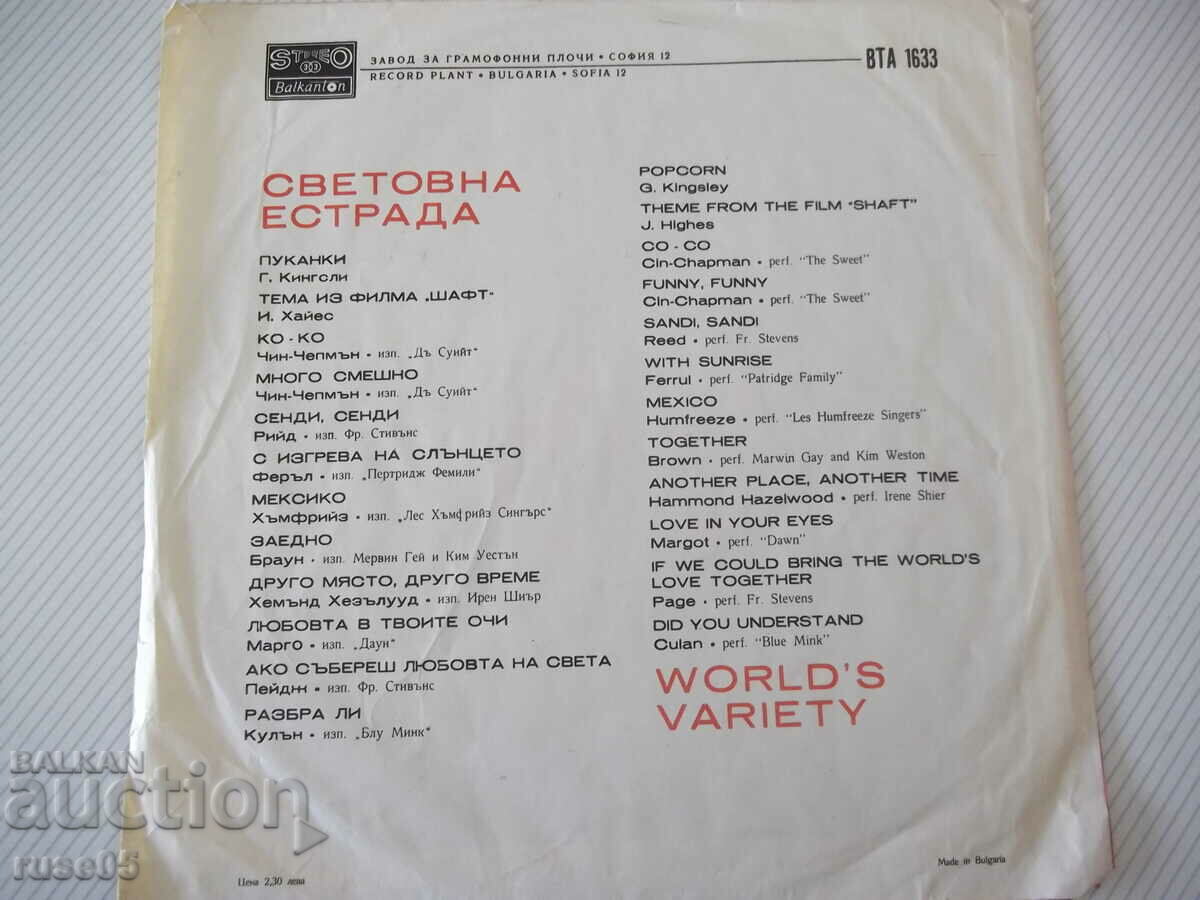 STEREO
303
Balkanton
ЗАВОД ЗА ГРАМОФОННИ ПЛОЧИ • СОФИЯ 12
RECORD PLANT • BULGARIA • SOFIA 12
ВТА 1633
СВЕТОВНА
ЕСТРАДА
ПУКАНКИ
Г. Кингсли
ТЕМА ИЗ ФИЛМА „ШАФТ"
И. Хайес
КО - КО
Чин-Чепмън • изп. „Дъ Суийт"
МНОГО СМЕШНО
Чин-Чепмън • изп. „Дъ Суийт"
СЕНДИ, СЕНДИ
Рийд • изп. Фр. Стивънс
С ИЗГРЕВА НА СЛЪНЦЕТО
Феръл • изп. „Пертридж Фемили"
МЕКСИКО
Хъмфрийз • изп. „Лес Хъмфрийз Сингърс"
ЗАЕДНО
Браун • изп. Мервин Гей и Ким Уестън
ДРУГО МЯСТО, ДРУГО ВРЕМЕ
Хемънд Хезълууд • изп. Ирен Шиър
ЛЮБОВТА В ТВОИТЕ ОЧИ
Марго • изп. „Даун"
АКО СЪБЕРЕШ ЛЮБОВТА НА СВЕТА
Пейдж • изп. Фр. Стивънс
РАЗБРА ЛИ
Кулън • изп. „Блу Минк"
POPCORN
G. Kingsley
THEME FROM THE FILM "SHAFT"
J. Highes
CO - CO
Cin-Chapman • perf. "The Sweet"
FUNNY, FUNNY
Cin-Chapman • perf. "The Sweet"
SANDI, SANDI
Reed • perf. Fr. Stevens
WITH SUNRISE
Ferrul • perf. "Patridge Family"
MEXICO
Humfreeze • perf. "Les Humfreeze Singers"
TOGETHER
Brown • perf. Marwin Gay and Kim Weston
ANOTHER PLACE, ANOTHER TIME
Hammond Hazelwood • perf. Irene Shier
LOVE IN YOUR EYES
Margot • perf. "Dawn"
IF WE COULD BRING THE WORLD'S
LOVE TOGETHER
Page • perf. Fr. Stevens
DID YOU UNDERSTAND
Culan • perf. "Blue Mink"
WORLD'S
VARIETY
BALKAN
auction
ruse05
Цена 2,30 лева
Made in Bulgaria